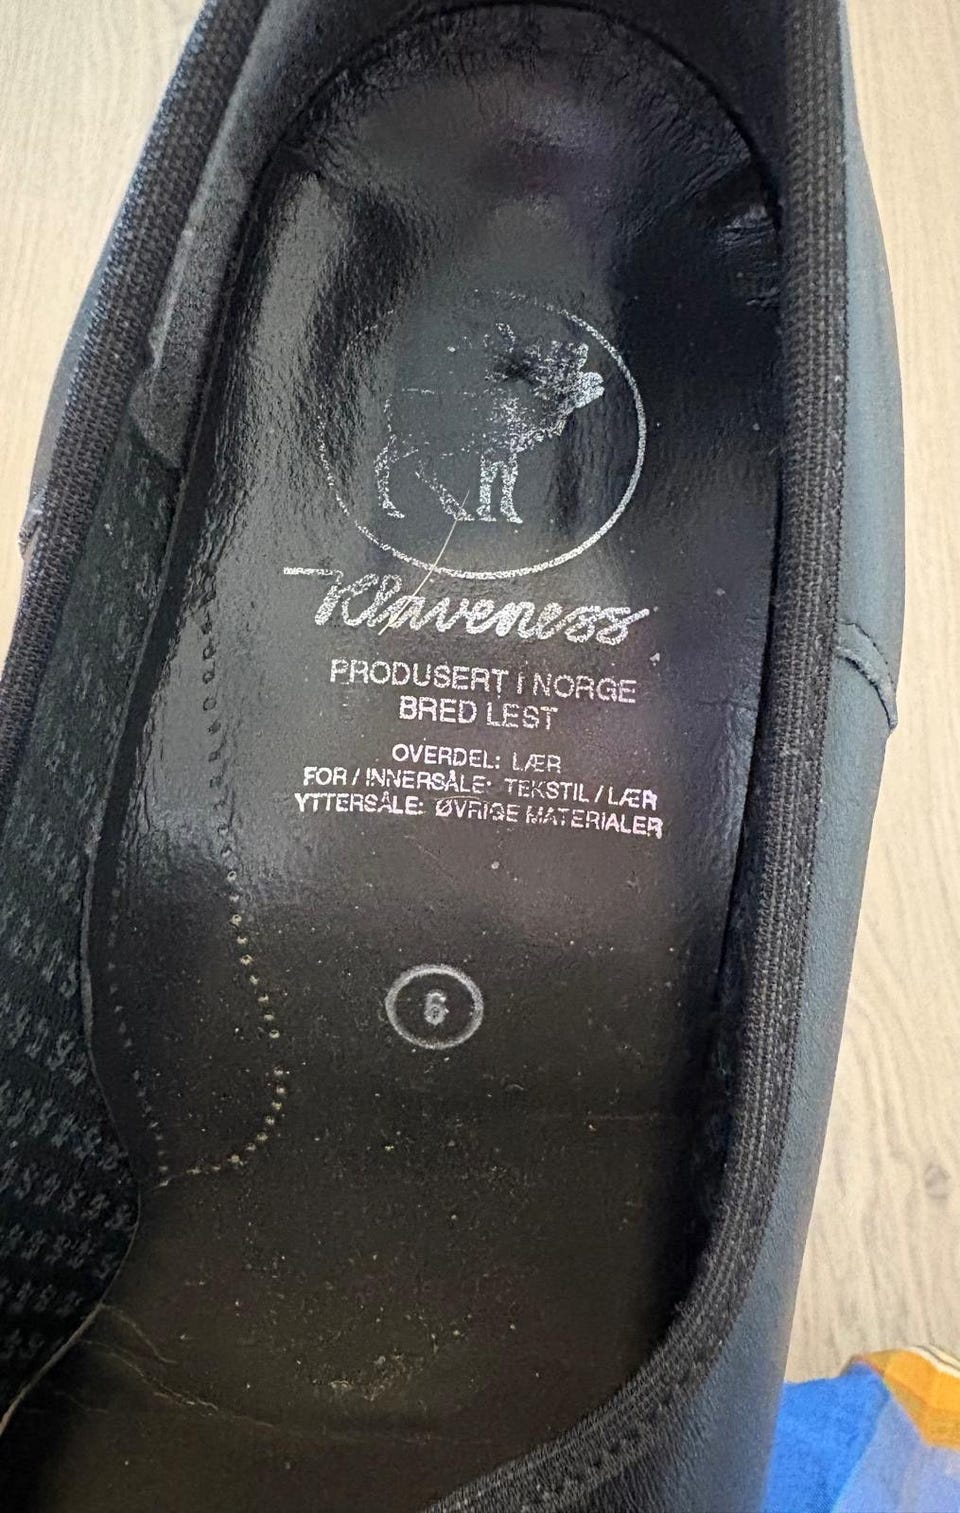 Klaveness
PRODUSERT I NORGE
BRED LEST
OVERDEL: LÆR
FOR / INNERSÅLE: TEKSTIL / LÆR
YTTERSÅLE: ØVRIGE MATERIALER
6